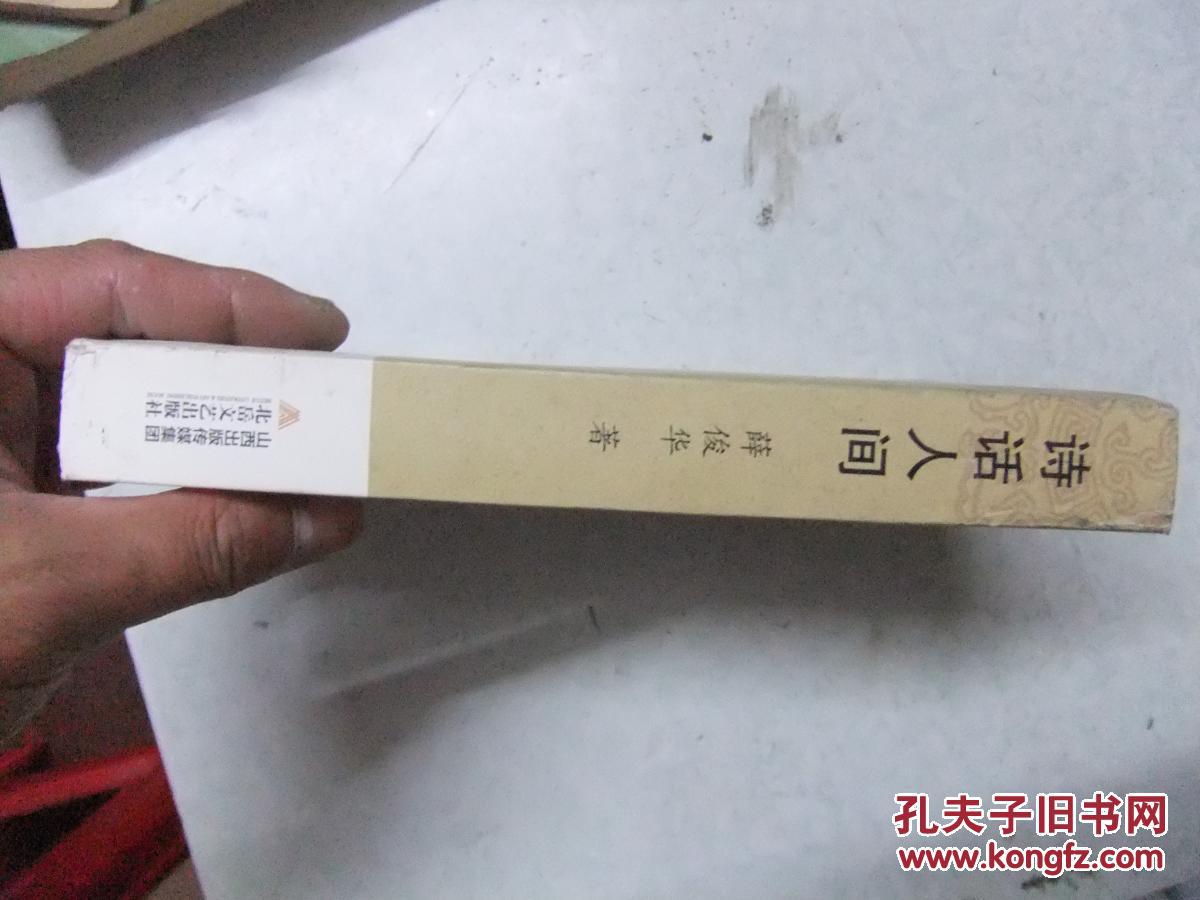 诗话人间
薛俊华 著
山西出版传媒集团
北岳文艺出版社
孔夫子旧书网
www.kongfz.com